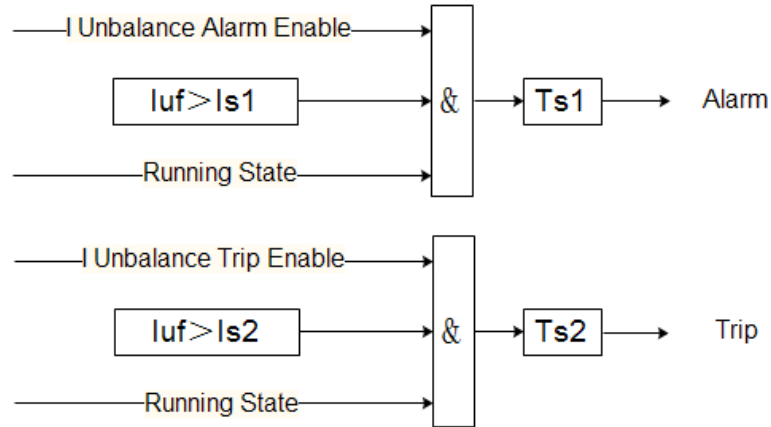 I Unbalance Alarm Enable
Iuf>Is1
&
Ts1
Alarm
Running State
I Unbalance Trip Enable
Iuf>Is2
&
Ts2
Trip
Running State